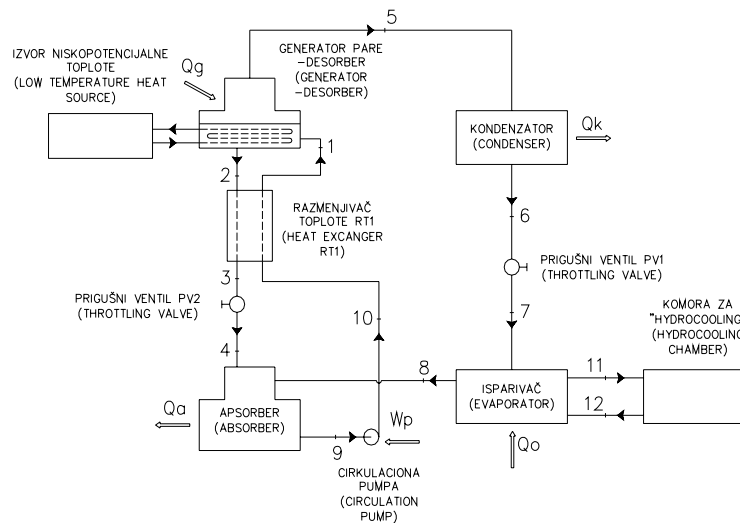 5
IZVOR NISKOPOTENCIJALNE
TOPLOTE
(LOW TEMPERATURE HEAT
SOURCE)
Qg
GENERATOR PARE
-DESORBER
(GENERATOR
-DESORBER)
KONDENZATOR
(CONDENSER)
Qk
1
2
RAZMENJIVAČ
TOPLOTE RT1
(HEAT EXCANGER
RT1)
6
3
PRIGUŠNI VENTIL PV2
(THROTTLING VALVE)
PRIGUŠNI VENTIL PV1
(THROTTLING VALVE)
10
7
KOMORA ZA
"HYDROCOOLING
(HYDROCOOLING
CHAMBER)
4
8
11
ISPARIVAČ
(EVAPORATOR)
12
Qa
APSORBER
(ABSORBER)
9
Wp
Qo
CIRKULACIONA
PUMPA
(CIRCULATION
PUMP)